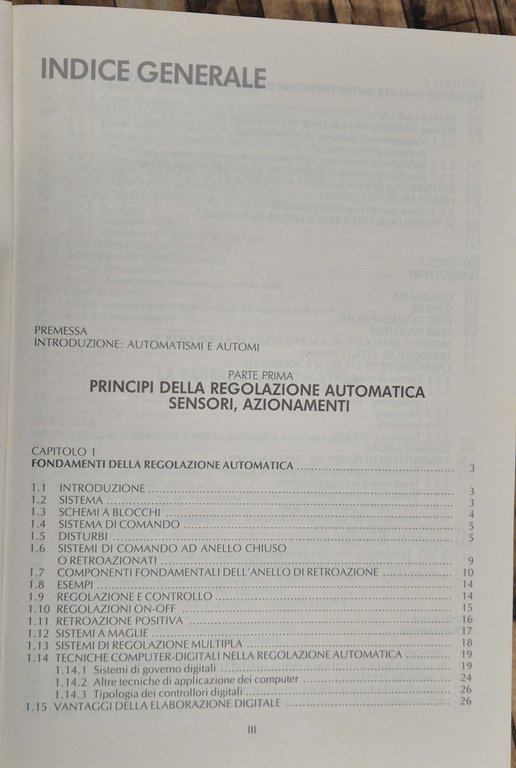 INDICE GENERALE
PREMESSA
INTRODUZIONE: AUTOMATISMI E AUTOMI
PARTE PRIMA
PRINCIPI DELLA REGOLAZIONE AUTOMATICA
SENSORI, AZIONAMENTI
CAPITOLO 1
FONDAMENTI DELLA REGOLAZIONE AUTOMATICA 3
1.1 INTRODUZIONE 3
1.2 SISTEMA 3
1.3 SCHEMI A BLOCCHI 4
1.4 SISTEMA DI COMANDO 5
1.5 DISTURBI 5
1.6 SISTEMI DI COMANDO AD ANELLO CHIUSO
O RETROAZIONATI 9
1.7 COMPONENTI FONDAMENTALI DELL'ANELLO DI RETROAZIONE 10
1.8 ESEMPI 14
1.9 REGOLAZIONE E CONTROLLO 14
1.10 REGOLAZIONI ON-OFF 15
1.11 RETROAZIONE POSITIVA 16
1.12 SISTEMI A MAGLIE 17
1.13 SISTEMI DI REGOLAZIONE MULTIPLA 18
1.14 TECNICHE COMPUTER-DIGITALI NELLA REGOLAZIONE AUTOMATICA 19
1.14.1 Sistemi di governo digitali 19
1.14.2 Altre tecniche di applicazione dei computer 24
1.14.3 Tipologia dei controllori digitali 26
1.15 VANTAGGI DELLA ELABORAZIONE DIGITALE 26
III